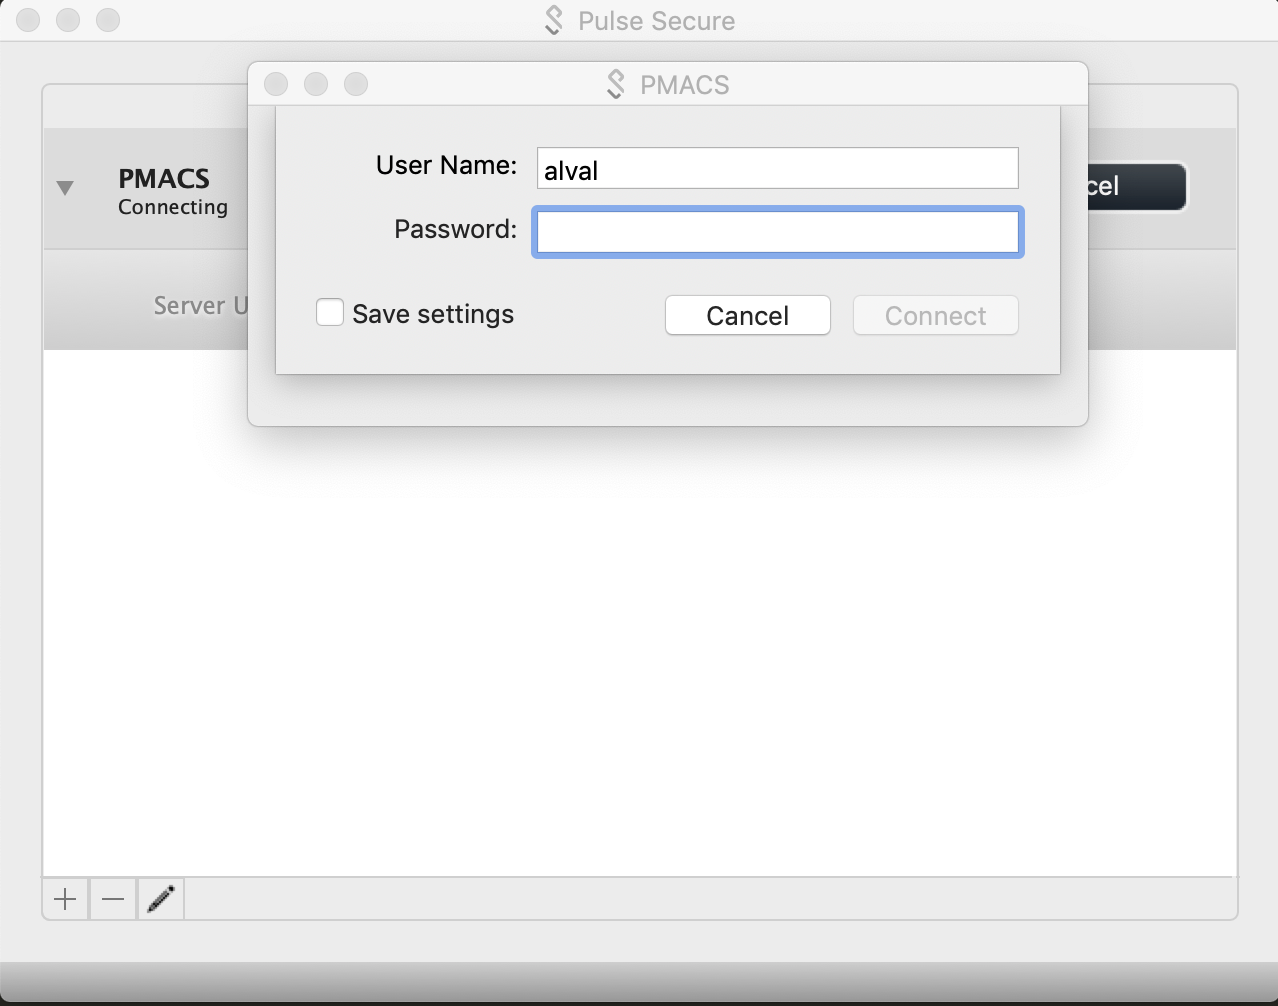 Pulse Secure
PMACS
PMACS
Connecting
User Name:
alval
Password:
cel
Server U
Save settings
Cancel
Connect